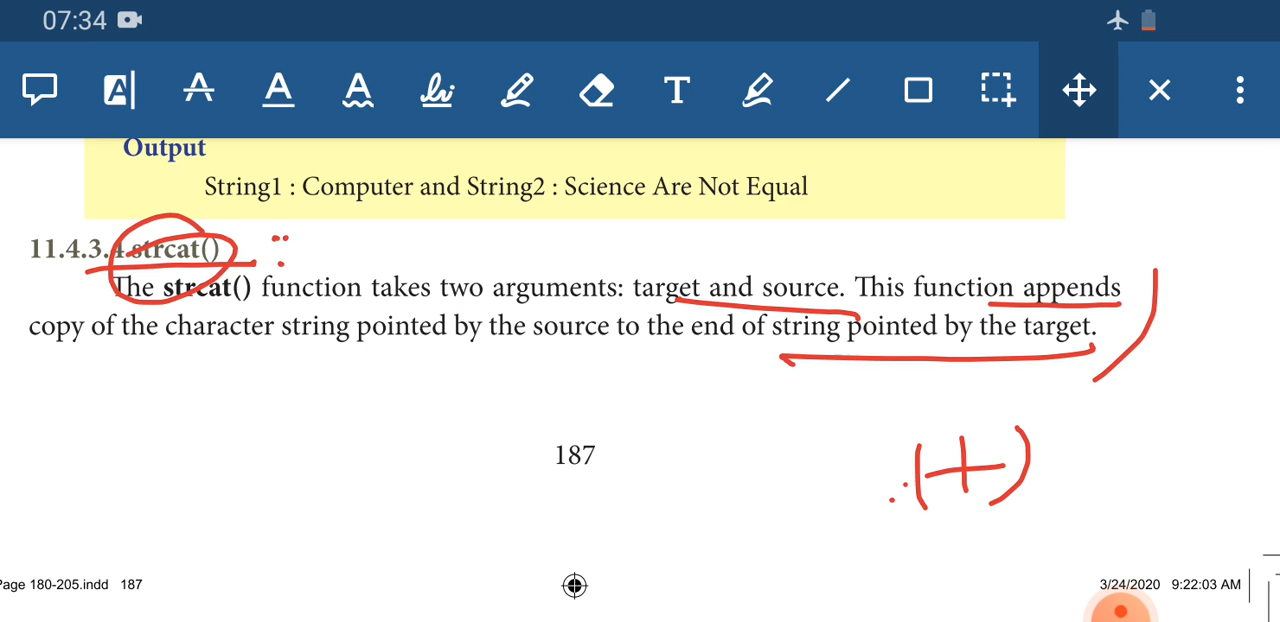 07:34
Output
String1 : Computer and String2 : Science Are Not Equal
11.4.3.4 strcat()
The strcat() function takes two arguments: target and source. This function appends
copy of the character string pointed by the source to the end of string pointed by the target.
187
(+)
Page 180-205.indd 187
3/24/2020 9:22:03 AM